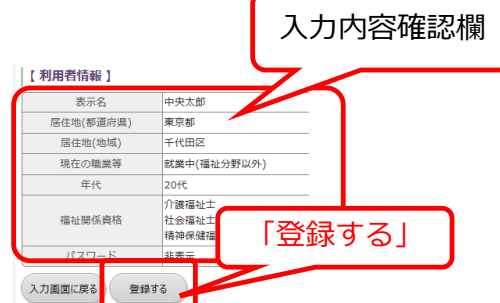 入力内容確認欄
【 利用者情報 】
表示名 中央太郎
居住地(都道府県) 東京都
居住地(地域) 千代田区
現在の職業等 就業中(福祉分野以外)
年代 20代
福祉関係資格 介護福祉士
社会福祉士
精神保健福
「登録する」
パスワード 非表示
入力画面に戻る 登録する